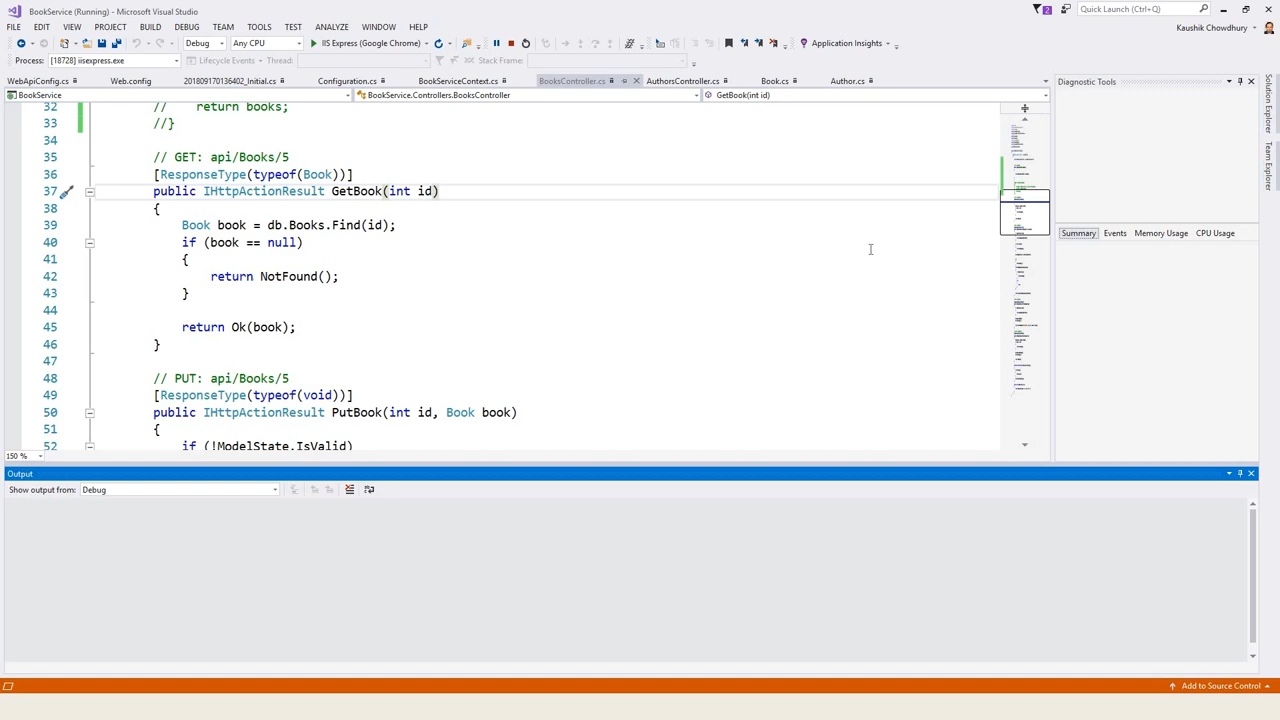 BookService (Running) - Microsoft Visual Studio
2
Quick Launch (Ctrl+Q)
FILE EDIT VIEW PROJECT BUILD DEBUG TEAM TOOLS TEST ANALYZE WINDOW HELP
Kaushik Chowdhury
Debug Any CPU IIS Express (Google Chrome) Application Insights
Process: [18728] iisexpress.exe Lifecycle Events Thread: Stack Frame:
WebApiConfig.cs Web.config 201809170136402_Initial.cs Configuration.cs BookServiceContext.cs BooksController.cs AuthorsController.cs Book.cs Author.cs
Diagnostic Tools
BookService BookService.Controllers.BooksController GetBook(int id)
32 // return books;
33 //}
34
35 // GET: api/Books/5
36 [ResponseType(typeof(Book))]
37 public IHttpActionResult GetBook(int id)
38 {
39 Book book = db.Books.Find(id);
40 if (book == null)
41 {
42 return NotFound();
43 }
44
45 return Ok(book);
46 }
47
48 // PUT: api/Books/5
49 [ResponseType(typeof(void))]
50 public IHttpActionResult PutBook(int id, Book book)
51 {
52 if (!ModelState.IsValid)
150 %
Summary Events Memory Usage CPU Usage
Solution Explorer
Team Explorer
Output
Show output from: Debug
Add to Source Control